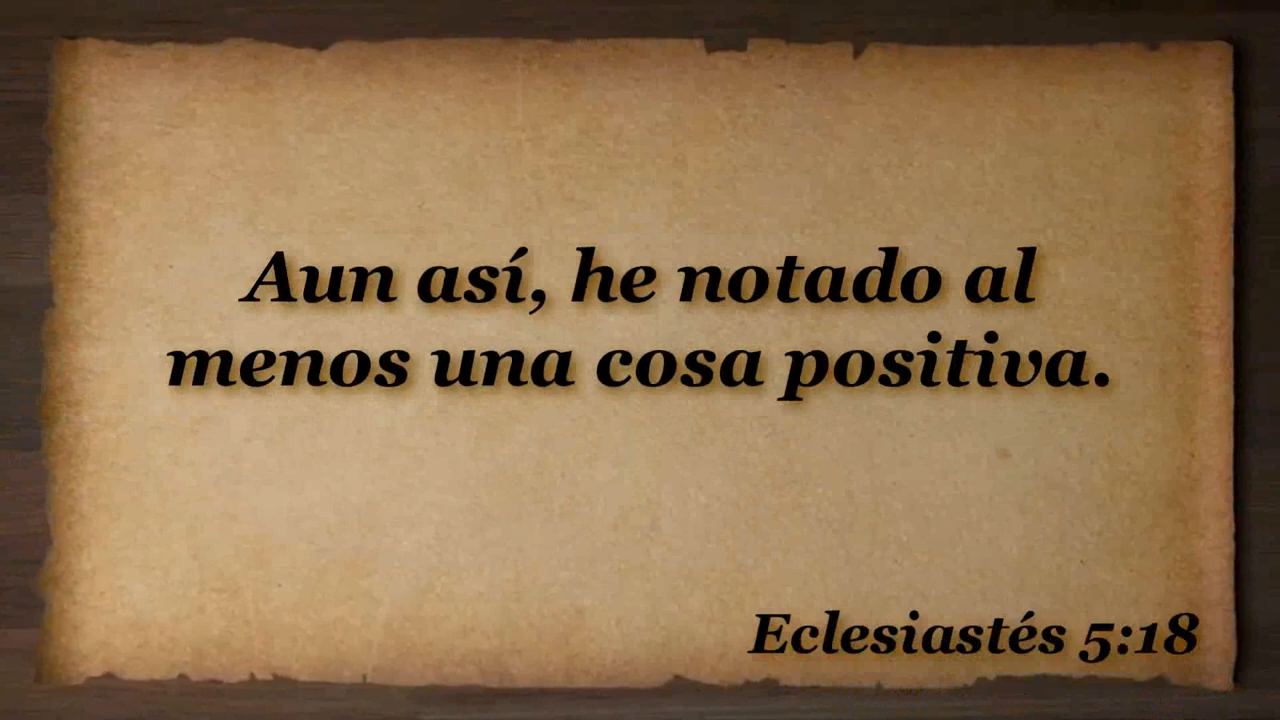 Aun así, he notado al
menos una cosa positiva.
Eclesiastés 5:18